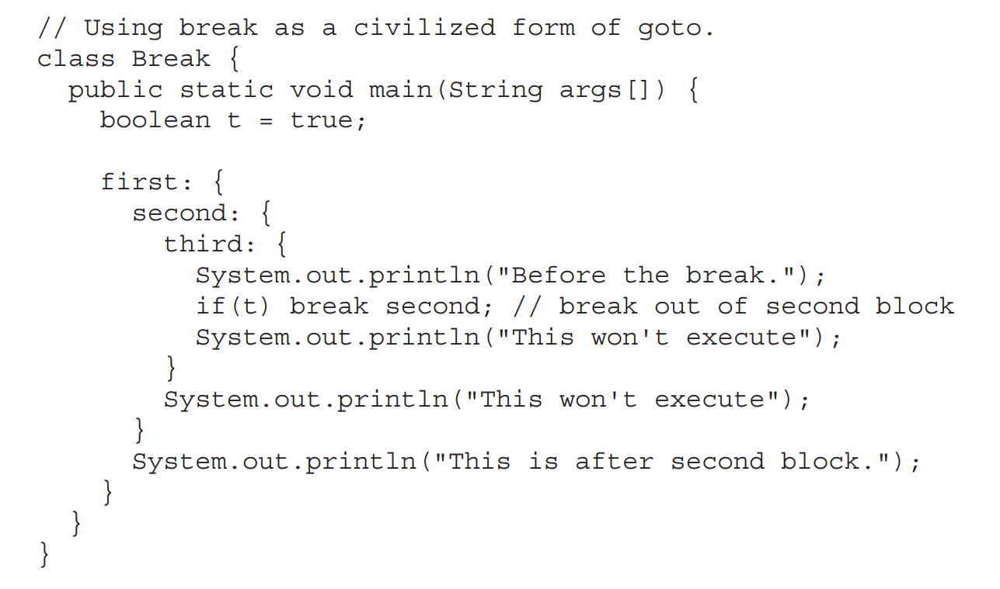 // Using break as a civilized form of goto.
class Break {
  public static void main(String args[]) {
    boolean t = true;

    first: {
      second: {
        third: {
          System.out.println("Before the break.");
          if(t) break second; // break out of second block
          System.out.println("This won't execute");
        }
        System.out.println("This won't execute");
      }
      System.out.println("This is after second block.");
    }
  }
}